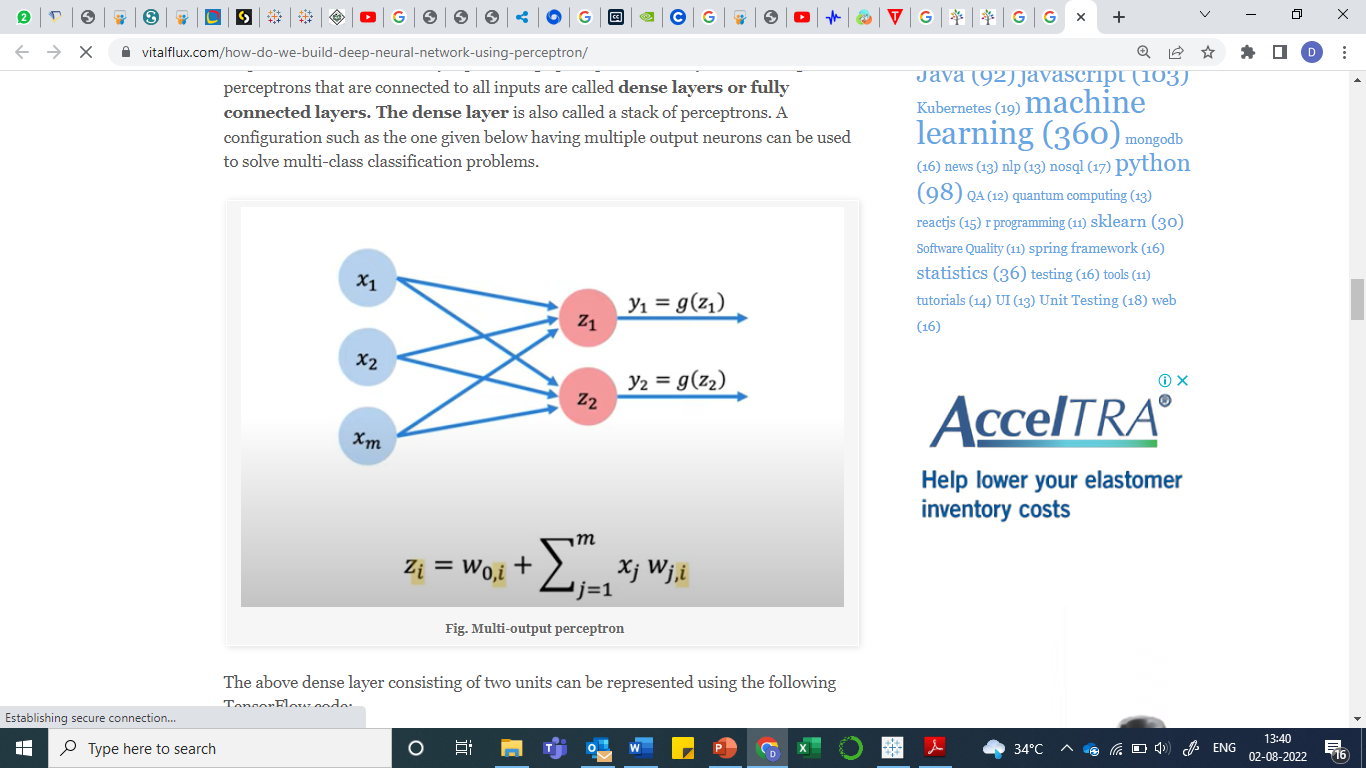 2
vitalflux.com/how-do-we-build-deep-neural-network-using-perceptron/
D
perceptrons that are connected to all inputs are called dense layers or fully
connected layers. The dense layer is also called a stack of perceptrons. A
configuration such as the one given below having multiple output neurons can be used
to solve multi-class classification problems.
x₁
x₂
xₘ
z₁
z₂
y₁ = g(z₁)
y₂ = g(z₂)
zᵢ = w₀,ᵢ + ∑ᵐⱼ₌₁ xⱼ wⱼ,ᵢ
Fig. Multi-output perceptron
The above dense layer consisting of two units can be represented using the following
TensorFlow code:
Java (92) javascript (103)
Kubernetes (19) machine
learning (360) mongodb
(16) news (13) nlp (13) nosql (17) python
(98) QA (12) quantum computing (13)
reactjs (15) r programming (11) sklearn (30)
Software Quality (11) spring framework (16)
statistics (36) testing (16) tools (11)
tutorials (14) UI (13) Unit Testing (18) web
(16)
AccelTRA®
Help lower your elastomer
inventory costs
Establishing secure connection...
Type here to search
34°C
ENG
13:40
02-08-2022
16